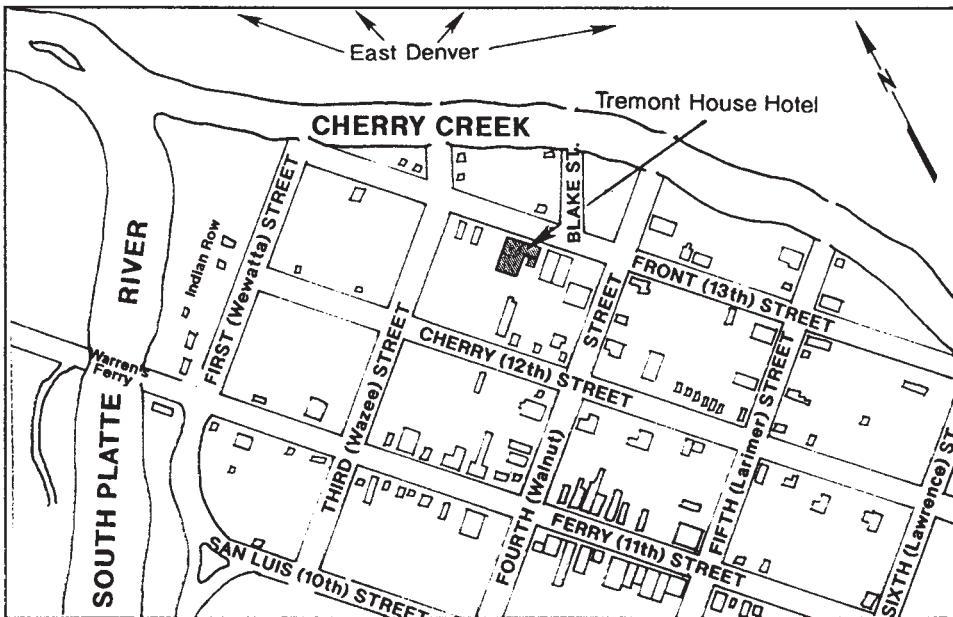 East Denver
N
Tremont House Hotel
CHERRY CREEK
BLAKE ST.
FIRST (Wewatta) STREET
Indian Row
RIVER
FRONT (13th) STREET
STREET
CHERRY (12th) STREET
Warren's
Ferry
THIRD (Wazee) STREET
SOUTH PLATTE
FOURTH (Walnut)
FIFTH (Larimer) STREET
SIXTH (Lawrence) ST.
FERRY (11th) STREET
SAN LUIS (10th) STREET